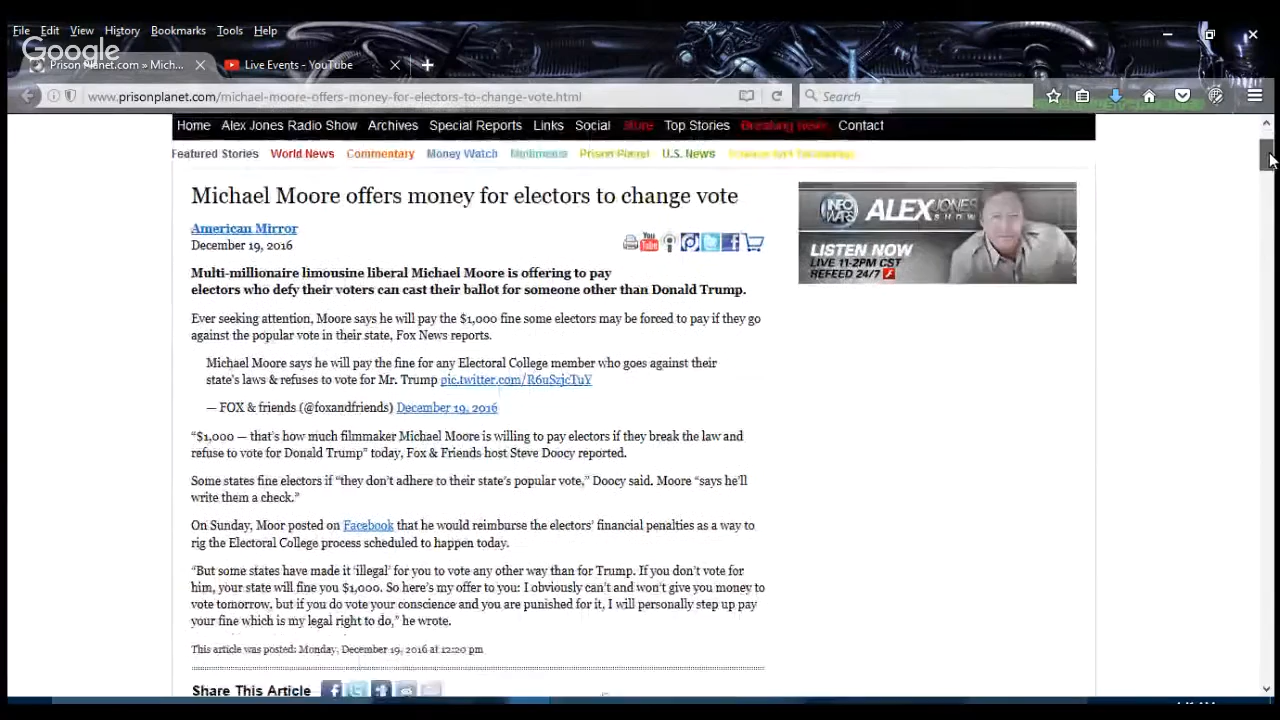 File Edit View History Bookmarks Tools Help
Google
Prison Planet.com » Mich... Live Events - YouTube
www.prisonplanet.com/michael-moore-offers-money-for-electors-to-change-vote.html Search
Home Alex Jones Radio Show Archives Special Reports Links Social Store Top Stories Breaking News Contact
Featured Stories World News Commentary Money Watch Multimedia Prison Planet U.S. News
Michael Moore offers money for electors to change vote
American Mirror
December 19, 2016
You
Tube
INFO
WARS
ALEX JONES
SHOW
LISTEN NOW
LIVE 11-2PM CST
REFEED 24/7
Multi-millionaire limousine liberal Michael Moore is offering to pay
electors who defy their voters can cast their ballot for someone other than Donald Trump.
Ever seeking attention, Moore says he will pay the $1,000 fine some electors may be forced to pay if they go
against the popular vote in their state, Fox News reports.
Michael Moore says he will pay the fine for any Electoral College member who goes against their
state's laws & refuses to vote for Mr. Trump pic.twitter.com/R6uSzjcTuY
— FOX & friends (@foxandfriends) December 19, 2016
“$1,000 — that's how much filmmaker Michael Moore is willing to pay electors if they break the law and
refuse to vote for Donald Trump” today, Fox & Friends host Steve Doocy reported.
Some states fine electors if “they don't adhere to their state's popular vote,” Doocy said. Moore “says he'll
write them a check.”
On Sunday, Moor posted on Facebook that he would reimburse the electors' financial penalties as a way to
rig the Electoral College process scheduled to happen today.
“But some states have made it 'illegal' for you to vote any other way than for Trump. If you don't vote for
him, your state will fine you $1,000. So here's my offer to you: I obviously can't and won't give you money to
vote tomorrow, but if you do vote your conscience and you are punished for it, I will personally step up pay
your fine which is my legal right to do,” he wrote.
This article was posted: Monday, December 19, 2016 at 12:20 pm
Share This Article